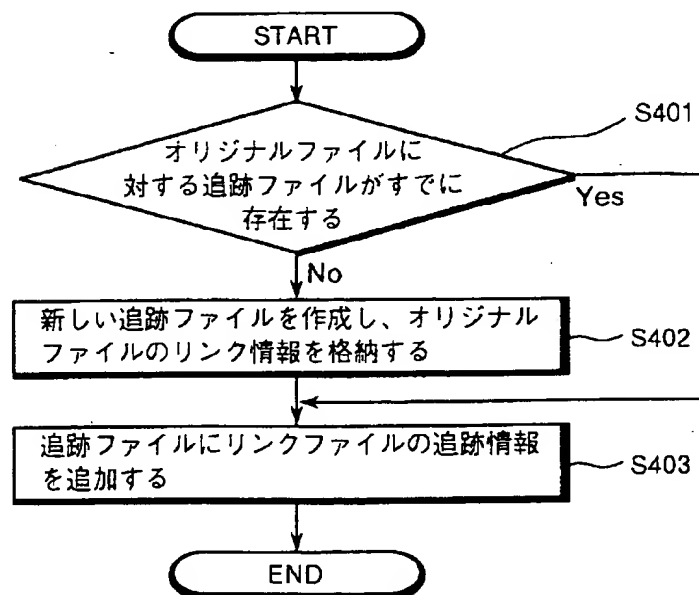 START
S401
オリジナルファイルに
対する追跡ファイルがすでに
存在する
Yes
No
新しい追跡ファイルを作成し、オリジナル
ファイルのリンク情報を格納する
S402
追跡ファイルにリンクファイルの追跡情報
を追加する
S403
END